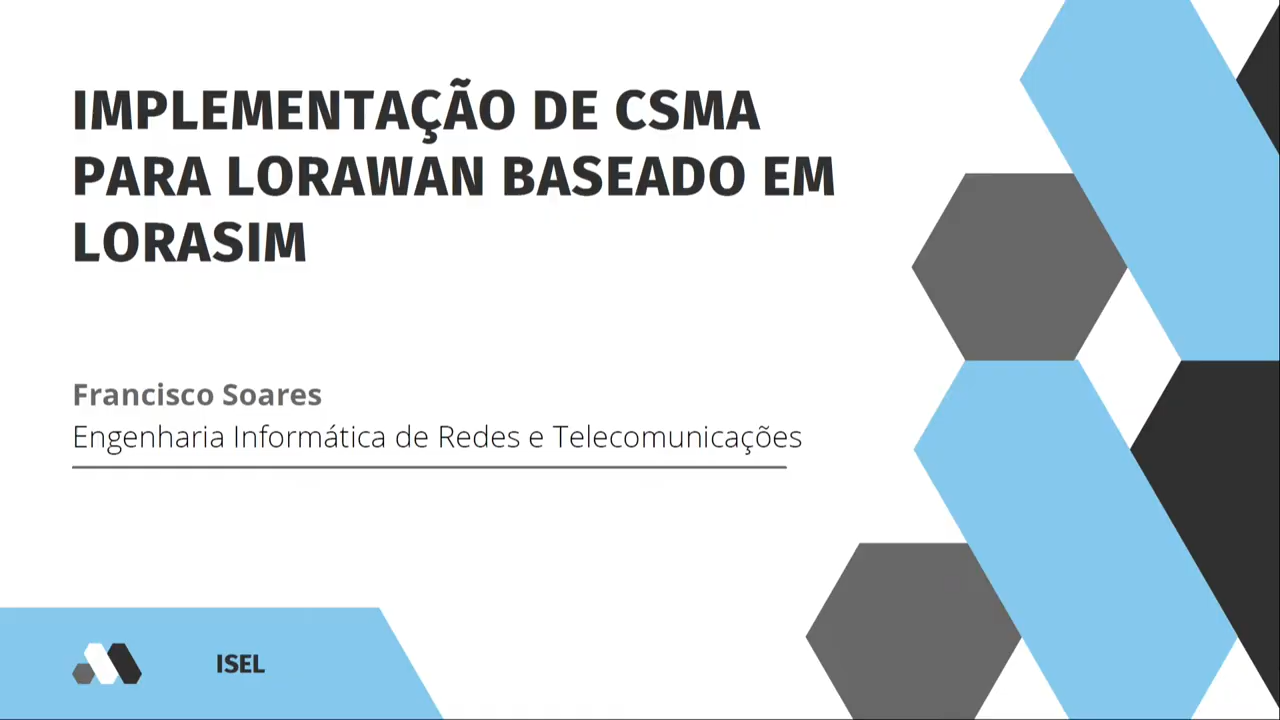 IMPLEMENTAÇÃO DE CSMA
PARA LORAWAN BASEADO EM
LORASIM
Francisco Soares
Engenharia Informática de Redes e Telecomunicações
ISEL